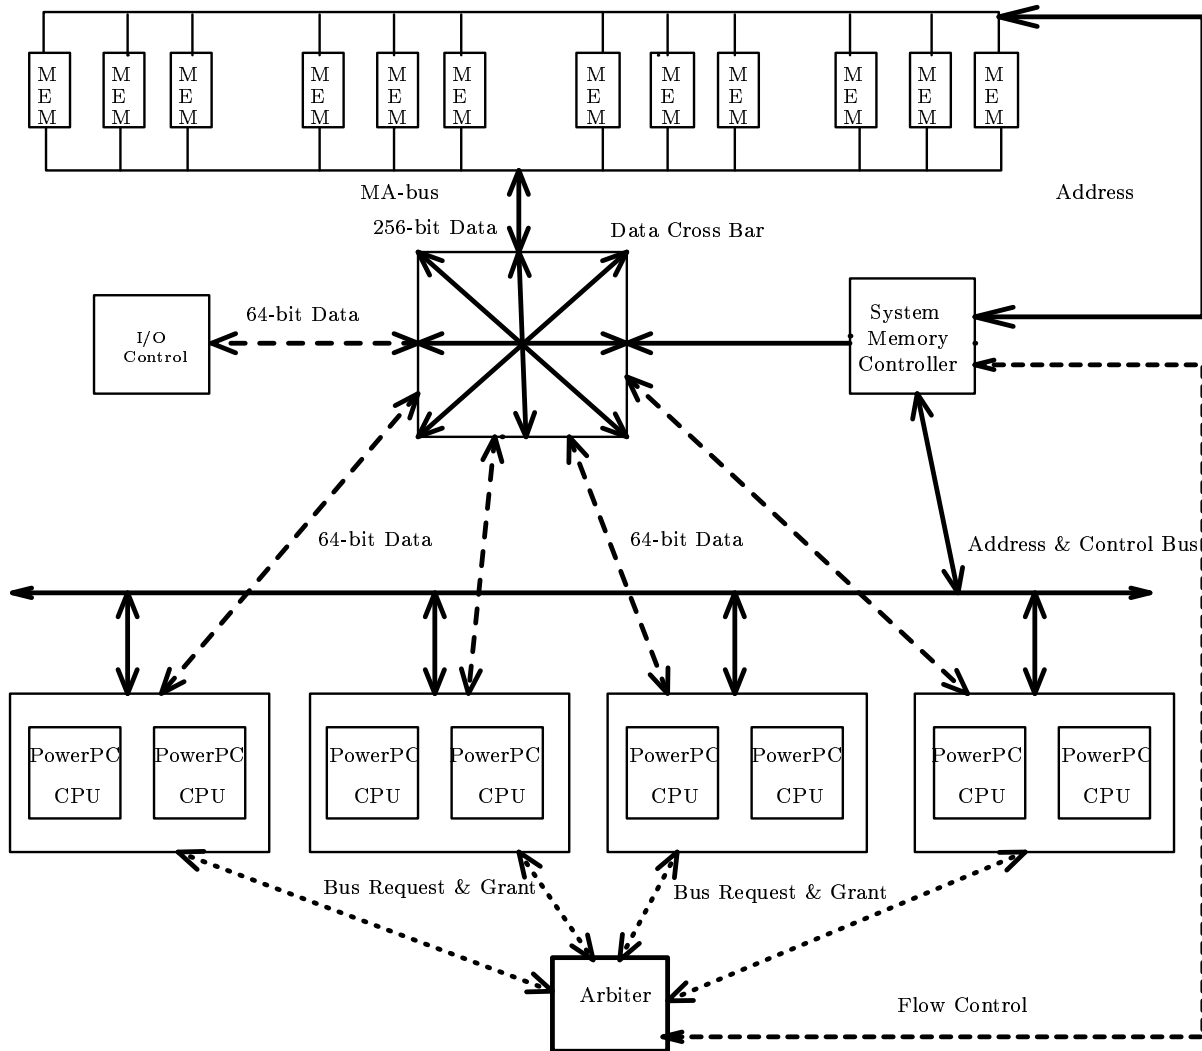 M E M
M E M
M E M
M E M
M E M
M E M
M E M
M E M
M E M
M E M
M E M
M E M
MA-bus
Address
256-bit Data
Data Cross Bar
64-bit Data
I/O
Control
System
Memory
Controller
64-bit Data
64-bit Data
Address & Control Bus
PowerPC
CPU
PowerPC
CPU
PowerPC
CPU
PowerPC
CPU
PowerPC
CPU
PowerPC
CPU
PowerPC
CPU
PowerPC
CPU
Bus Request & Grant
Bus Request & Grant
Arbiter
Flow Control